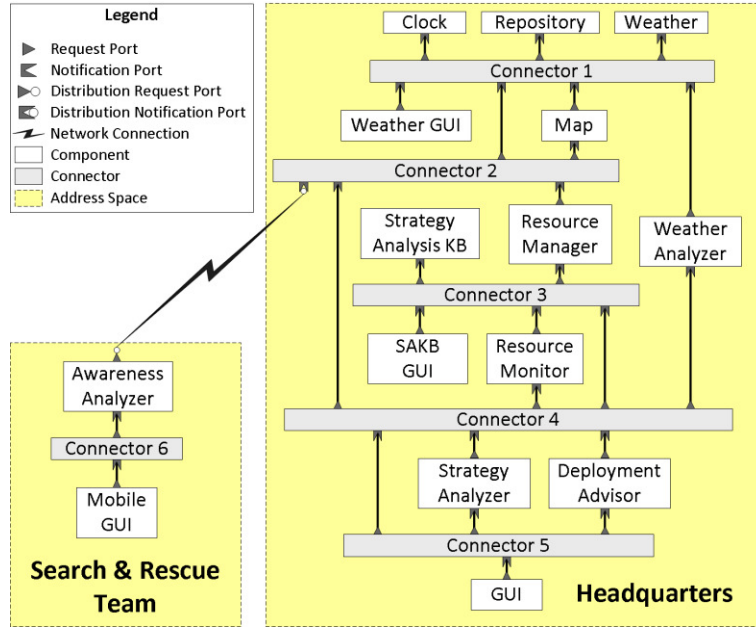 Legend
Request Port
Notification Port
Distribution Request Port
Distribution Notification Port
Network Connection
Component
Connector
Address Space
Clock
Repository
Weather
Connector 1
Weather GUI
Map
Connector 2
Strategy
Analysis KB
Resource
Manager
Weather
Analyzer
Connector 3
SAKB
GUI
Resource
Monitor
Connector 4
Strategy
Analyzer
Deployment
Advisor
Connector 5
GUI
Headquarters
Awareness
Analyzer
Connector 6
Mobile
GUI
Search & Rescue
Team